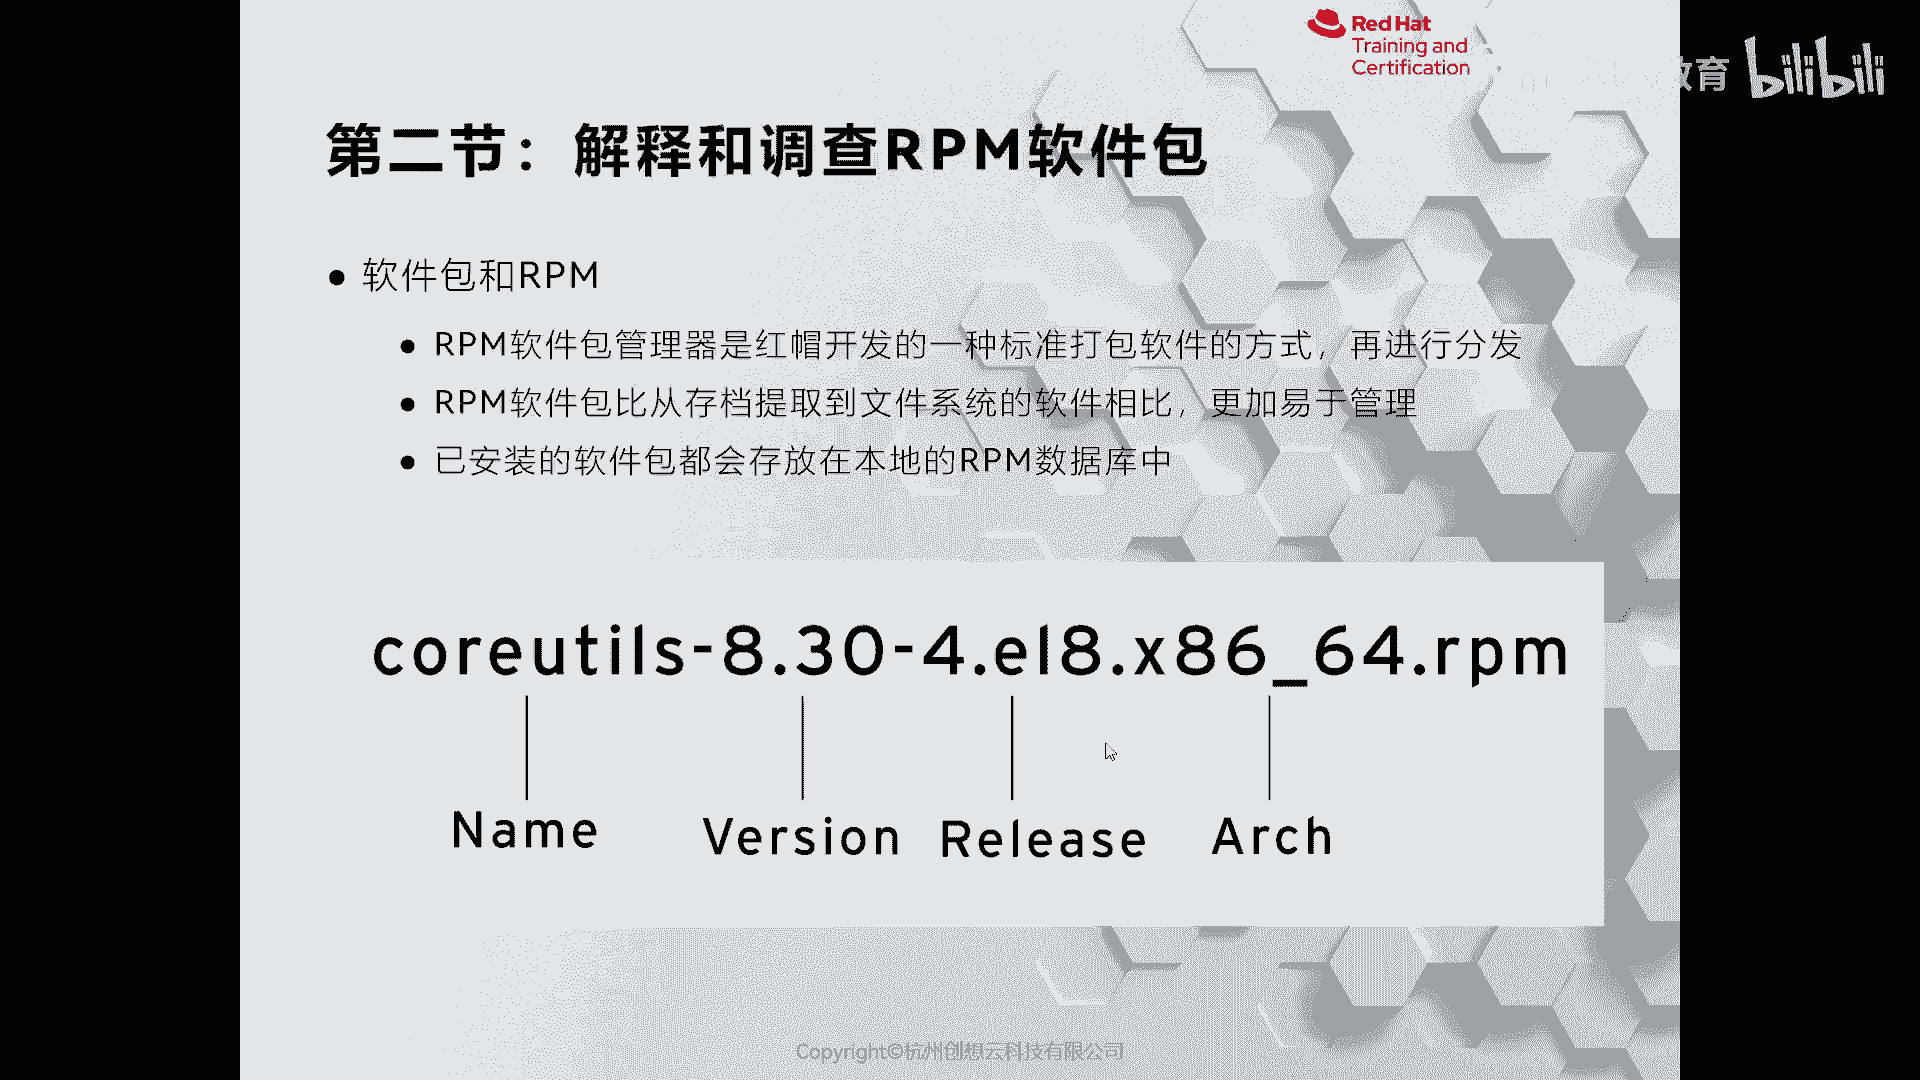 Red Hat
Training and
Certification
教育 bilibili
第二节：解释和调查RPM软件包
● 软件包和RPM
● RPM软件包管理器是红帽开发的一种标准打包软件的方式，再进行分发
● RPM软件包比从存档提取到文件系统的软件相比，更加易于管理
● 已安装的软件包都会存放在本地的RPM数据库中
coreutils-8.30-4.el8.x86_64.rpm
Name Version Release Arch
Copyright©杭州创想云科技有限公司